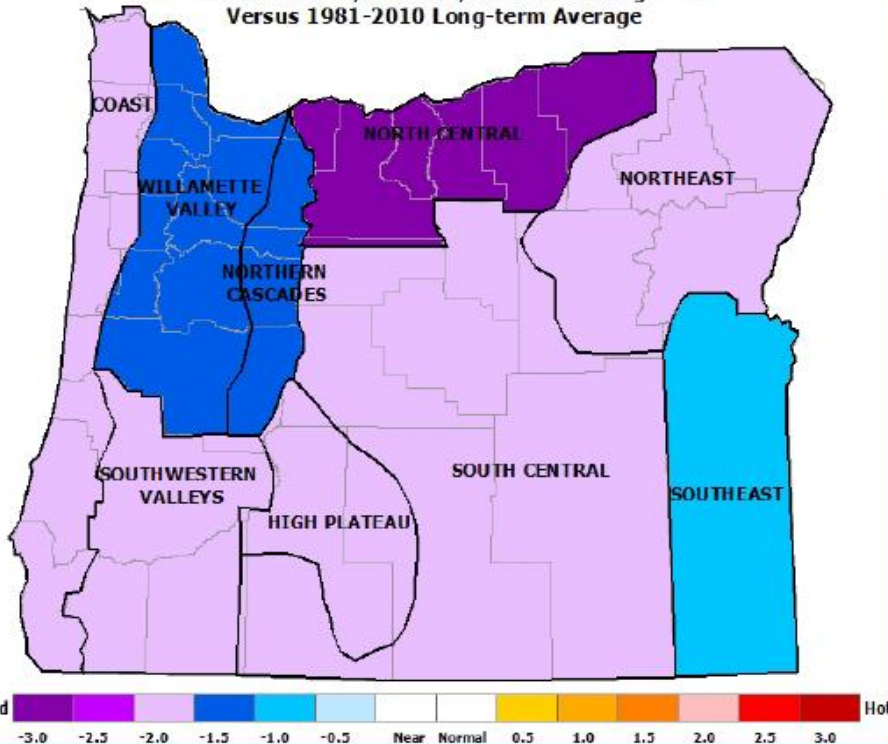 Versus 1981-2010 Long-term Average
COAST
NORTH CENTRAL
WILLAMETTE
VALLEY
NORTHEAST
NORTHERN
CASCADES
SOUTHWESTERN
VALLEYS
SOUTH CENTRAL
SOUTHEAST
HIGH PLATEAU
-3.0 -2.5 -2.0 -1.5 -1.0 -0.5 Near Normal 0.5 1.0 1.5 2.0 2.5 3.0